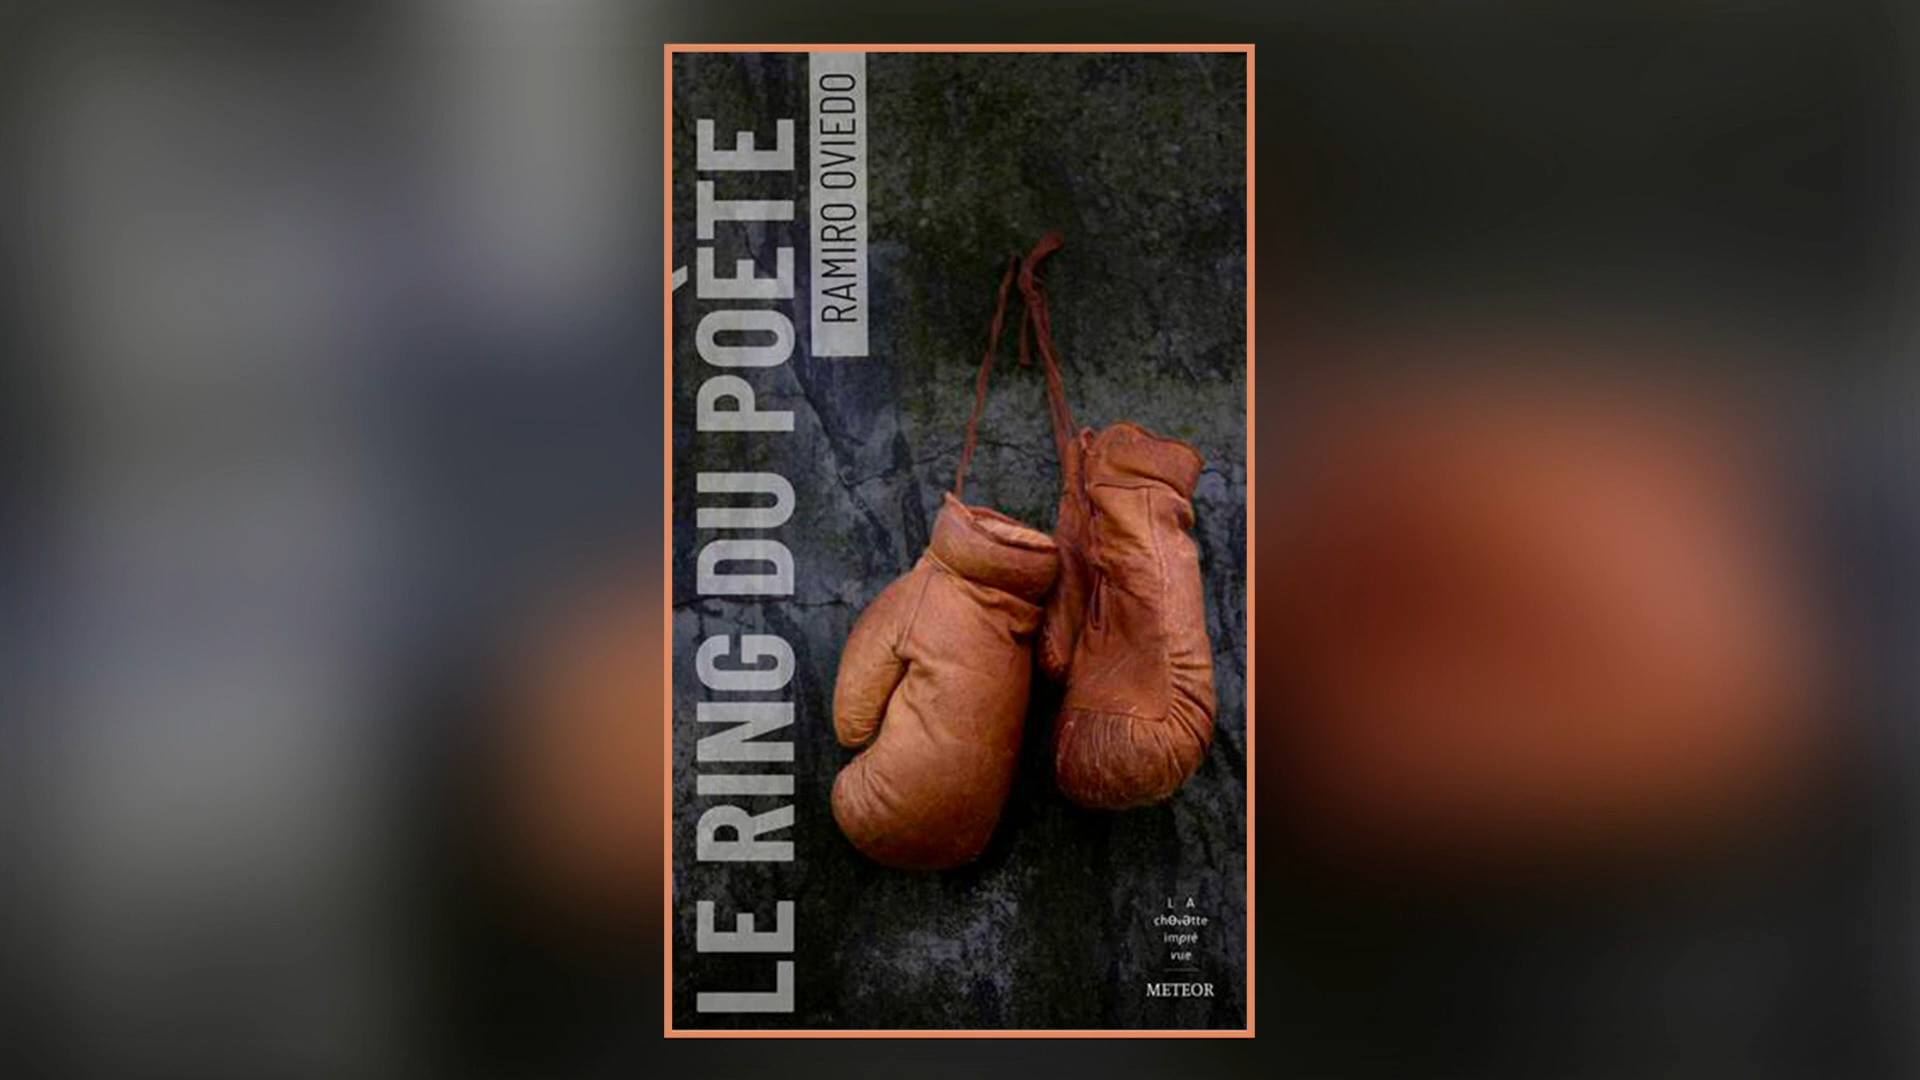 LE RING DU POÈTE
RAMIRO OVIEDO
LA
chouette
impré
vue
METEOR